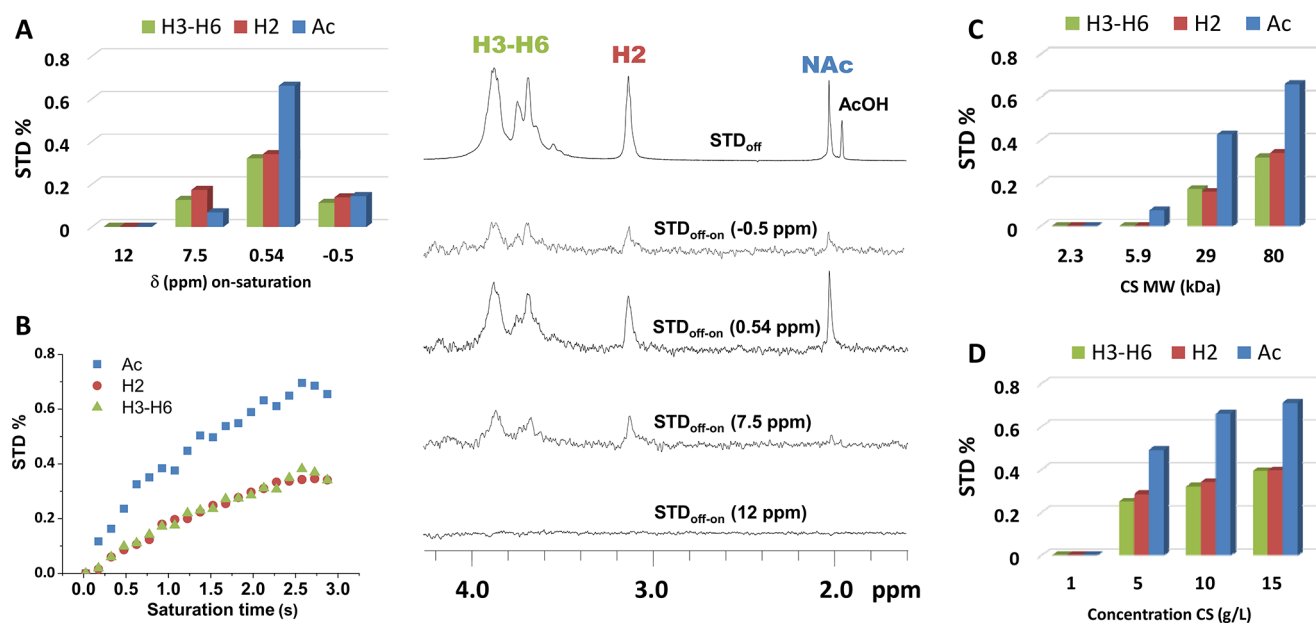 A
H3-H6 H2 Ac
STD %
0.8
0.6
0.4
0.2
0
12 7.5 0.54 -0.5
δ (ppm) on-saturation
B
STD %
0.8
0.6
0.4
0.2
0.0
Ac
H2
H3-H6
0.0 0.5 1.0 1.5 2.0 2.5 3.0
Saturation time (s)
H3-H6 H2 NAc
AcOH
STDoff
STDoff-on (-0.5 ppm)
STDoff-on (0.54 ppm)
STDoff-on (7.5 ppm)
STDoff-on (12 ppm)
4.0 3.0 2.0 ppm
C
H3-H6 H2 Ac
STD %
0.8
0.6
0.4
0.2
0
2.3 5.9 29 80
CS MW (kDa)
D
H3-H6 H2 Ac
STD %
0.8
0.6
0.4
0.2
0
1 5 10 15
Concentration CS (g/L)